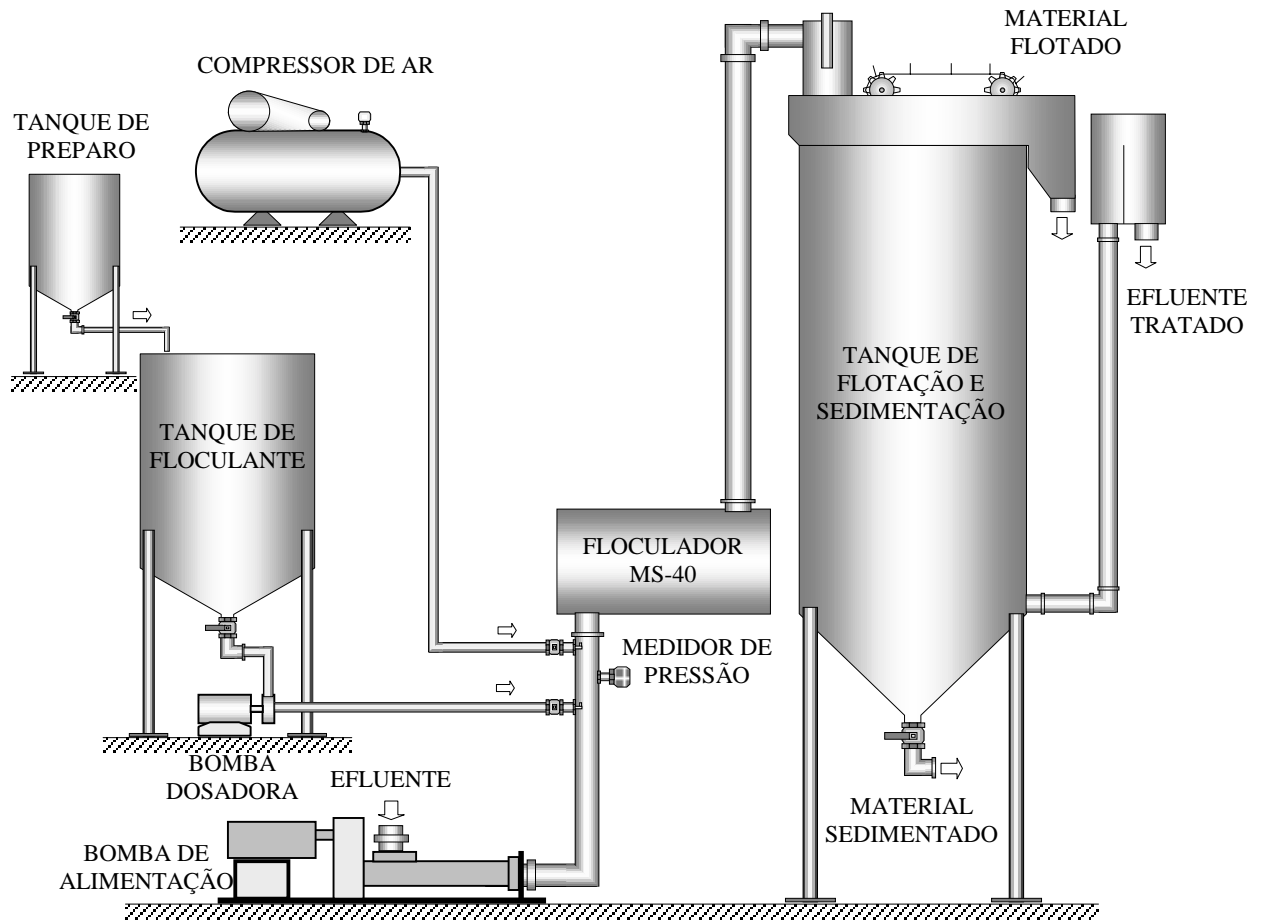 MATERIAL
FLOTADO
COMPRESSOR DE AR
TANQUE DE
PREPARO
EFLUENTE
TRATADO
TANQUE DE
FLOTAÇÃO E
SEDIMENTAÇÃO
TANQUE DE
FLOCULANTE
FLOCULADOR
MS-40
MEDIDOR DE
PRESSÃO
BOMBA
DOSADORA
EFLUENTE
MATERIAL
SEDIMENTADO
BOMBA DE
ALIMENTAÇÃO